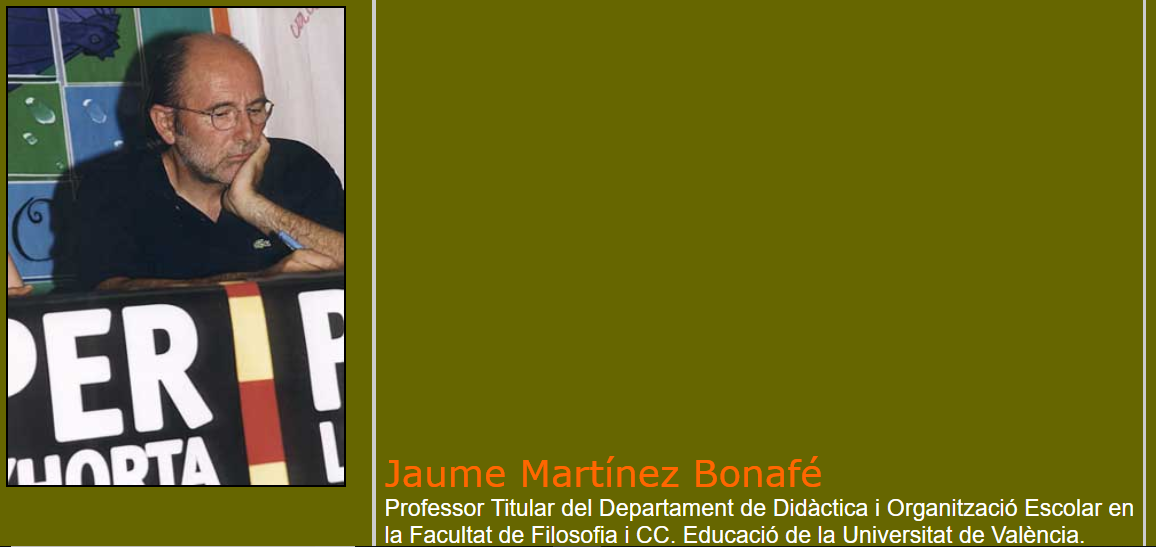 PER
L'HORTA
P
L
Jaume Martínez Bonafé
Professor Titular del Departament de Didàctica i Organització Escolar en
la Facultat de Filosofia i CC. Educació de la Universitat de València.